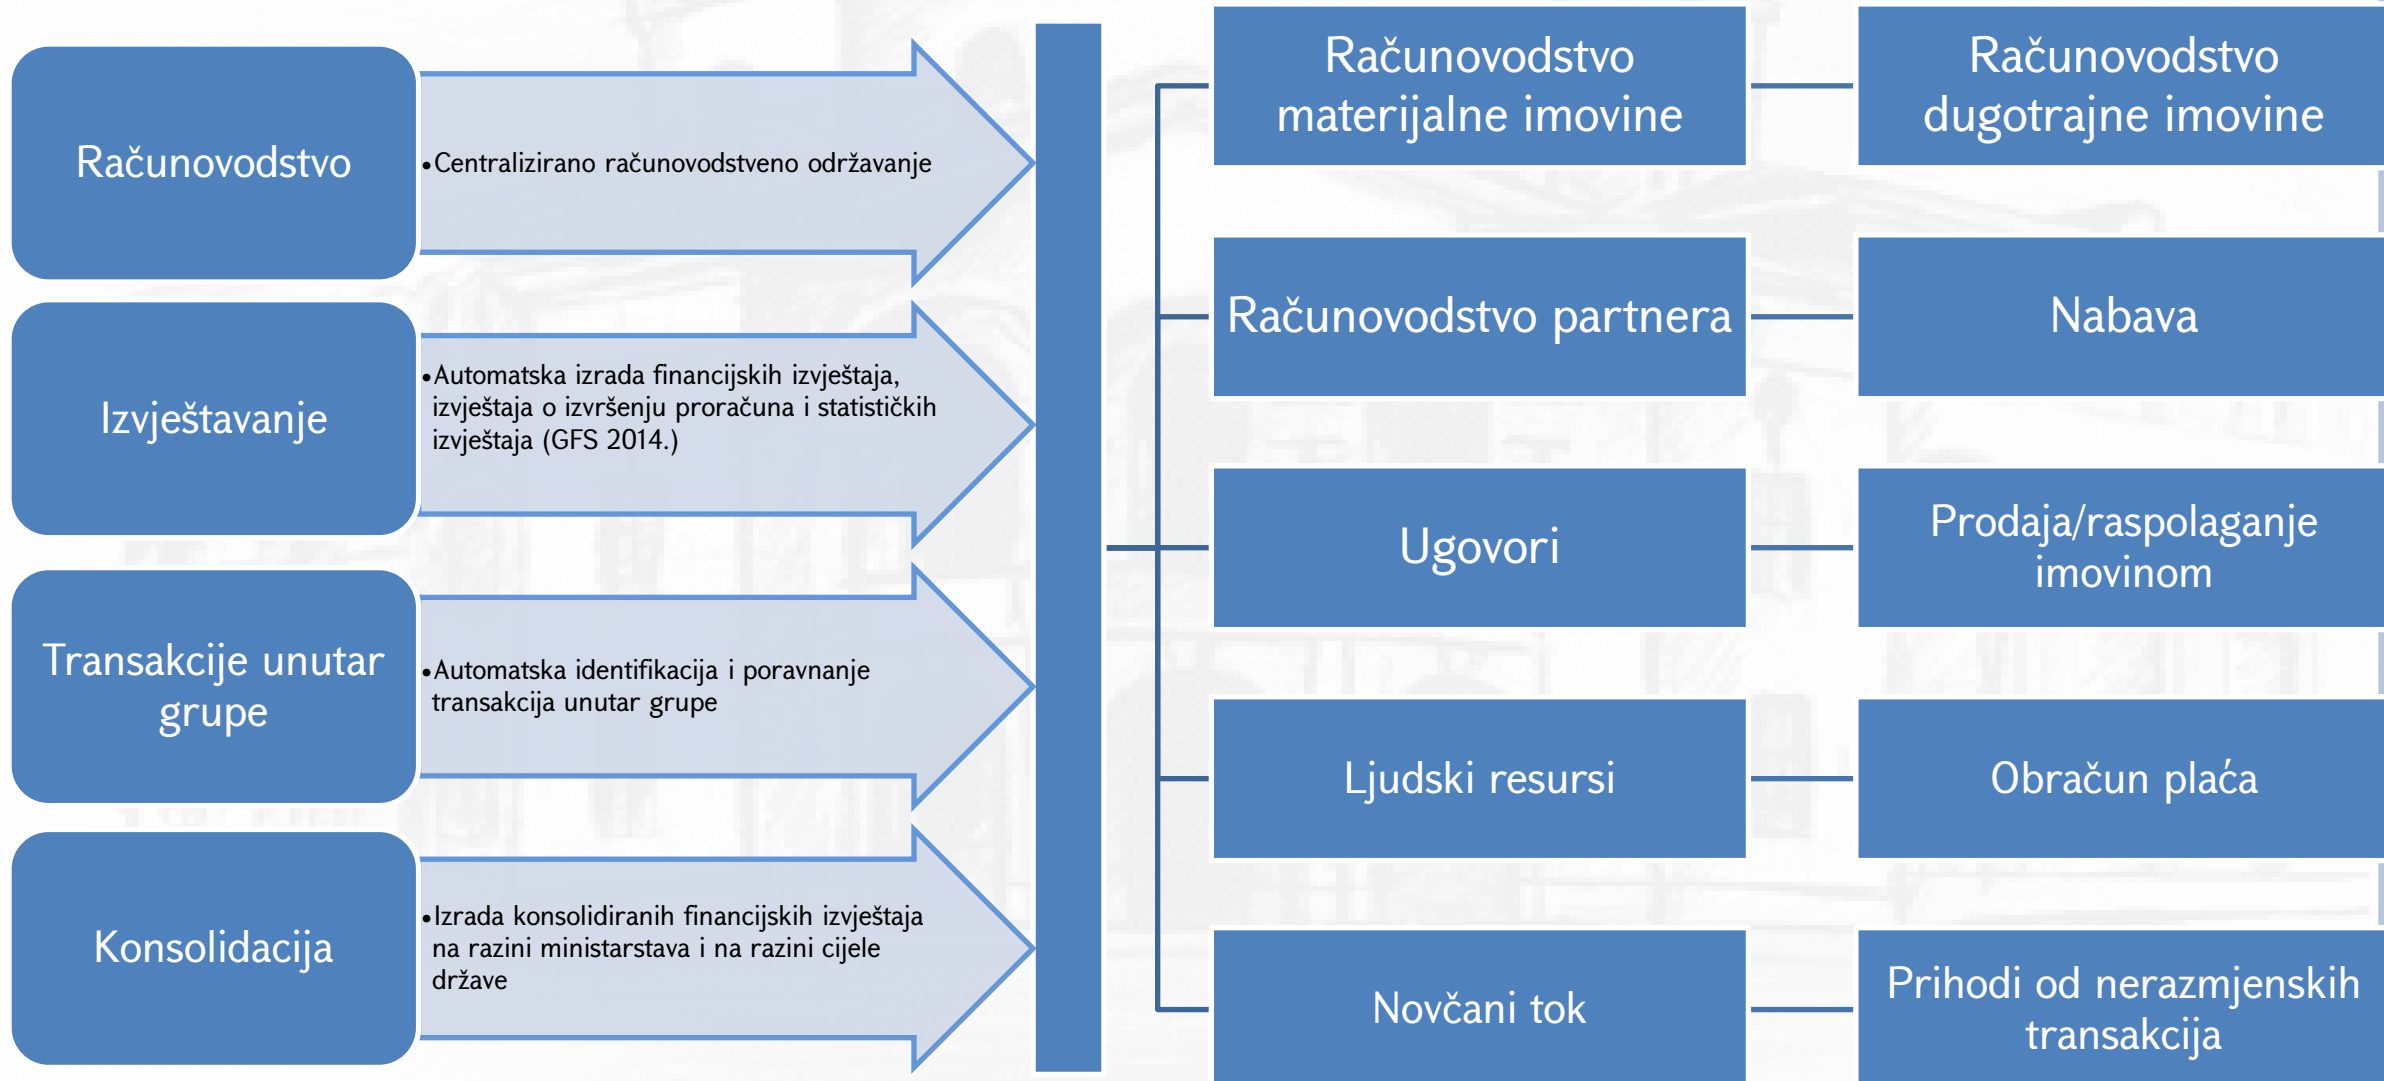 Računovodstvo
•Centralizirano računovodstveno održavanje
Izvještavanje
•Automatska izrada financijskih izvještaja,
izvještaja o izvršenju proračuna i statističkih
izvještaja (GFS 2014.)
Transakcije unutar
grupe
•Automatska identifikacija i poravnanje
transakcija unutar grupe
Konsolidacija
•Izrada konsolidiranih financijskih izvještaja
na razini ministarstava i na razini cijele
države
Računovodstvo
materijalne imovine
Računovodstvo
dugotrajne imovine
Računovodstvo partnera
Nabava
Ugovori
Prodaja/raspolaganje
imovinom
Ljudski resursi
Obračun plaća
Novčani tok
Prihodi od nerazmjenskih
transakcija